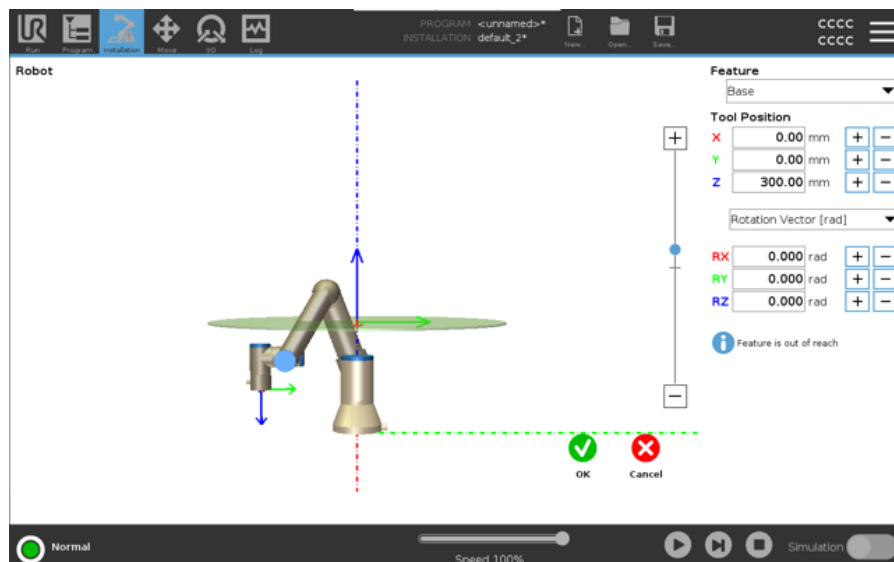 UR
PROGRAM <unnamed>*
INSTALLATION default_2*
CCCC
CCCC
Run Program Installation Move I/O Log New... Open... Save...
Robot
Feature
Base
Tool Position
X 0.00 mm + −
Y 0.00 mm + −
Z 300.00 mm + −
Rotation Vector [rad]
RX 0.000 rad + −
RY 0.000 rad + −
RZ 0.000 rad + −
Feature is out of reach
+
−
OK Cancel
Normal
Speed 100%
Simulation